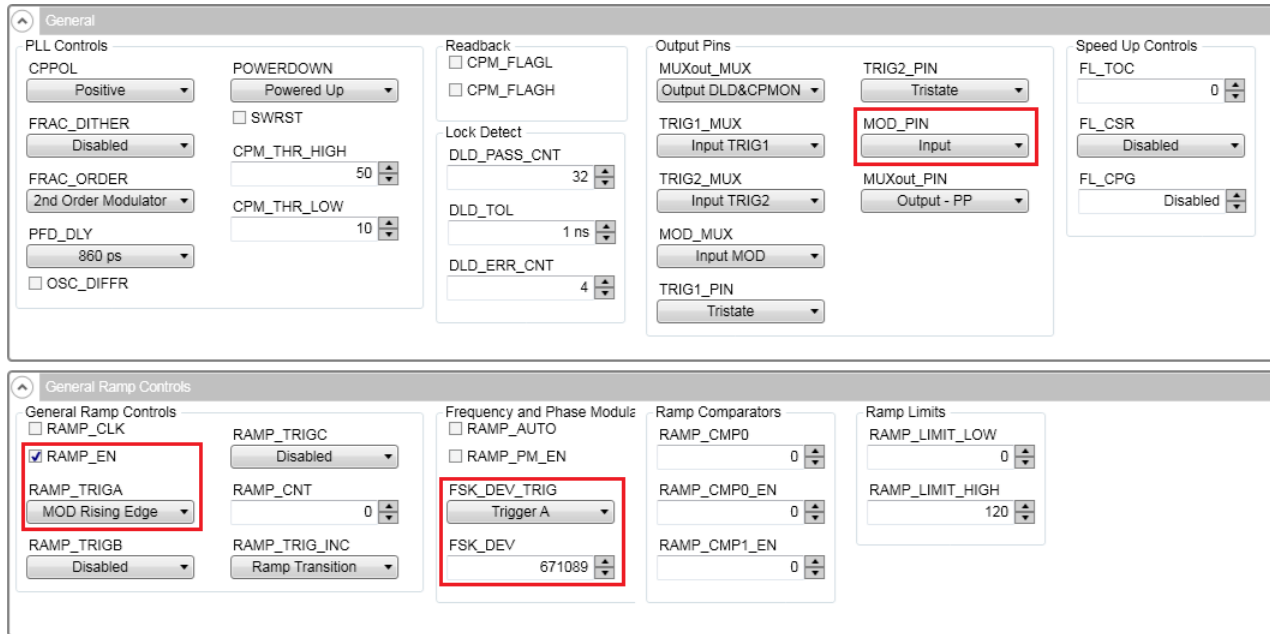 General
PLL Controls
CPPOL
Positive
FRAC_DITHER
Disabled
FRAC_ORDER
2nd Order Modulator
PFD_DLY
860 ps
OSC_DIFFR
POWERDOWN
Powered Up
SWRST
CPM_THR_HIGH
50
CPM_THR_LOW
10
Readback
CPM_FLAGL
CPM_FLAGH
Lock Detect
DLD_PASS_CNT
32
DLD_TOL
1 ns
DLD_ERR_CNT
4
Output Pins
MUXout_MUX
Output DLD&CPMON
TRIG1_MUX
Input TRIG1
TRIG2_MUX
Input TRIG2
MOD_MUX
Input MOD
TRIG1_PIN
Tristate
TRIG2_PIN
Tristate
MOD_PIN
Input
MUXout_PIN
Output - PP
Speed Up Controls
FL_TOC
0
FL_CSR
Disabled
FL_CPG
Disabled
General Ramp Controls
General Ramp Controls
RAMP_CLK
RAMP_EN
RAMP_TRIGA
MOD Rising Edge
RAMP_TRIGB
Disabled
RAMP_TRIGC
Disabled
RAMP_CNT
0
RAMP_TRIG_INC
Ramp Transition
Frequency and Phase Modula
RAMP_AUTO
RAMP_PM_EN
FSK_DEV_TRIG
Trigger A
FSK_DEV
671089
Ramp Comparators
RAMP_CMP0
0
RAMP_CMP0_EN
0
RAMP_CMP1_EN
0
Ramp Limits
RAMP_LIMIT_LOW
0
RAMP_LIMIT_HIGH
120